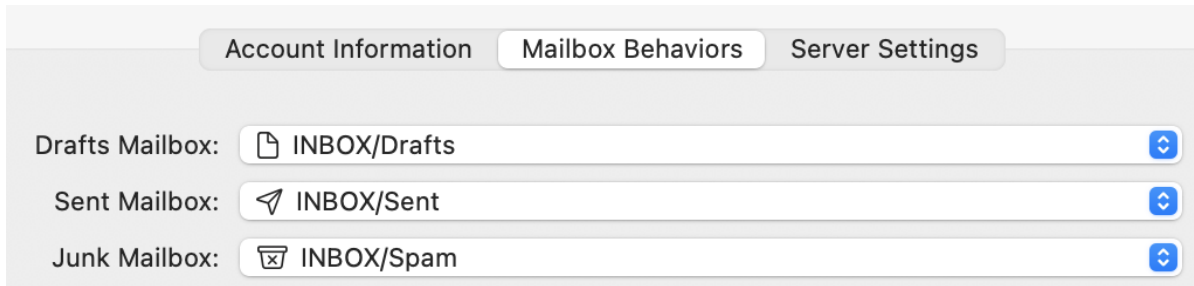 Account Information Mailbox Behaviors Server Settings
Drafts Mailbox: INBOX/Drafts
Sent Mailbox: INBOX/Sent
Junk Mailbox: INBOX/Spam